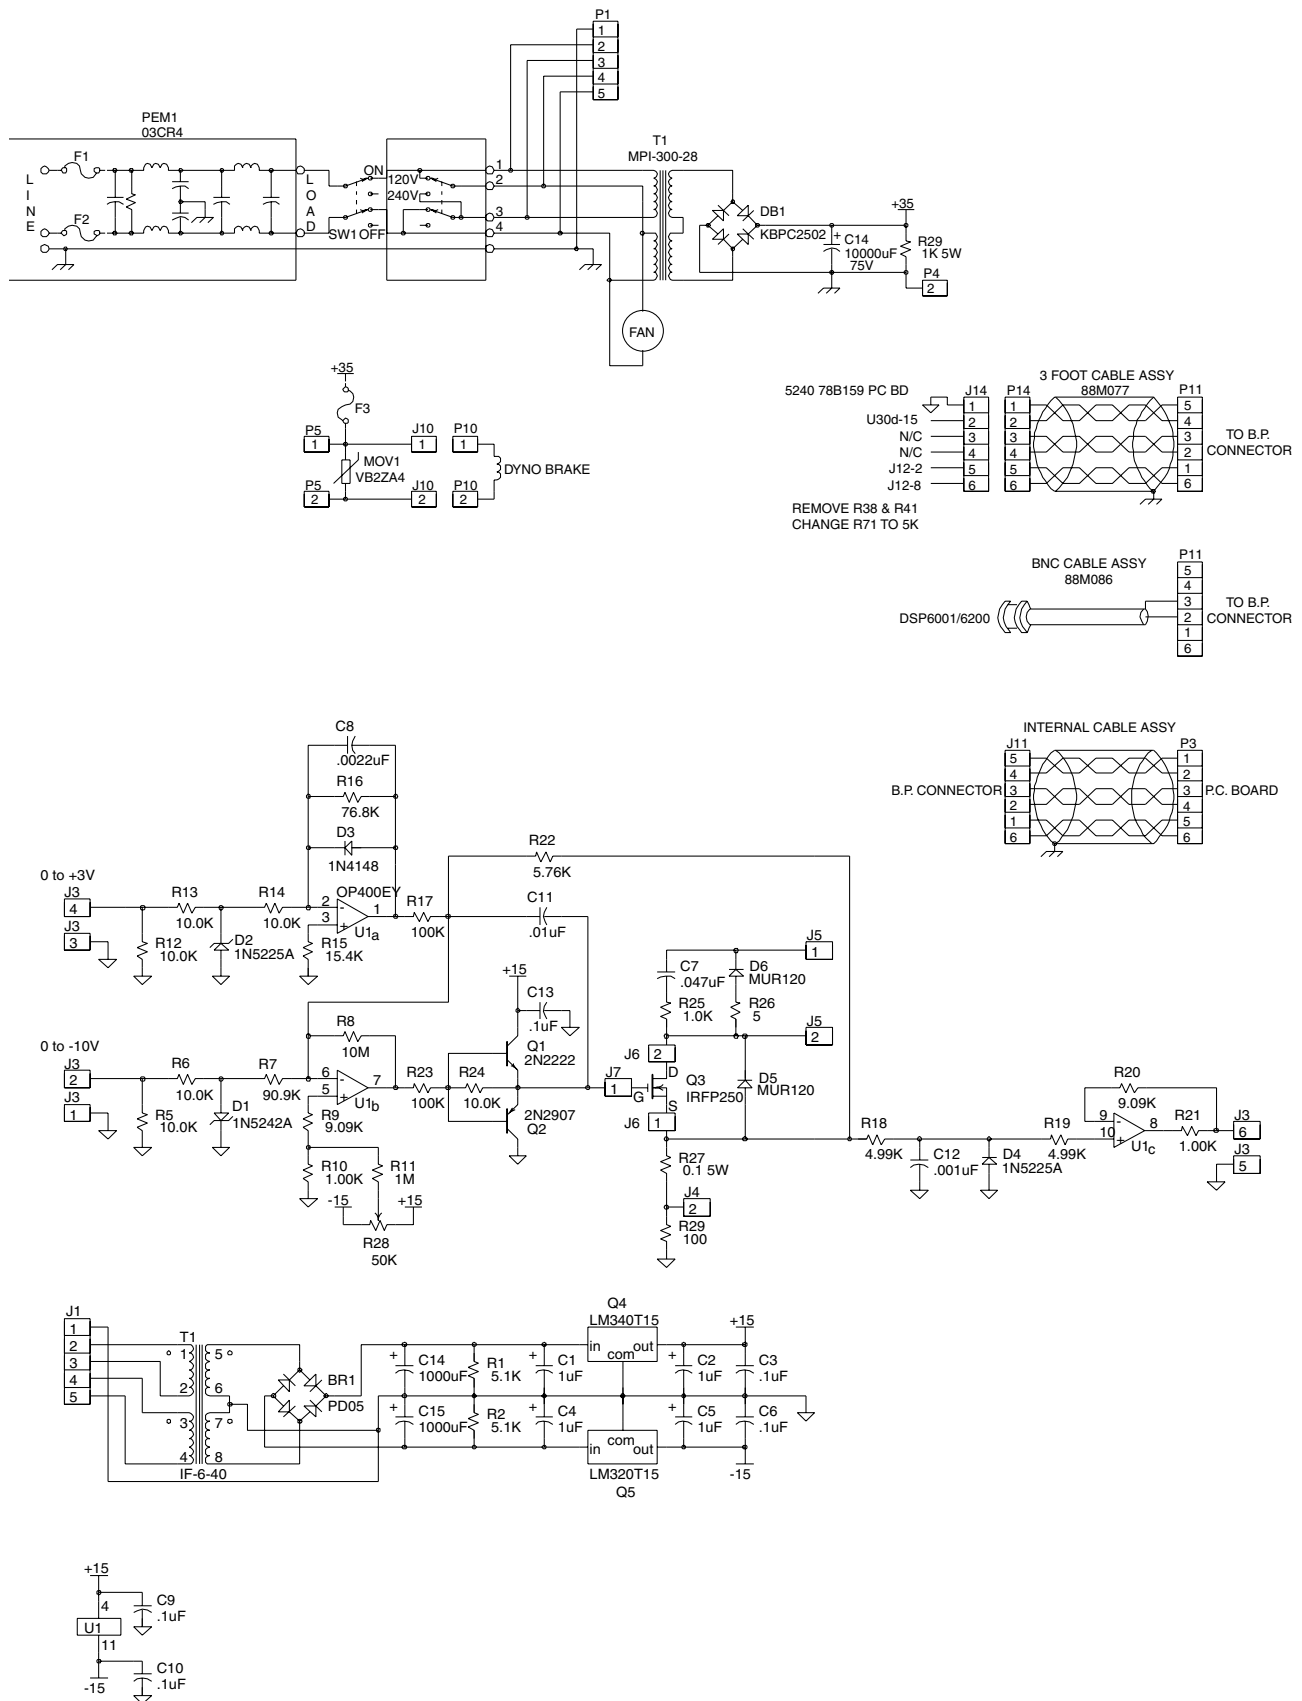 P1
1
2
3
4
5
PEM1
03CR4
F1
F2
LINE
LOAD
ON
120V
240V
SW1 OFF
1
2
3
4
T1
MPI-300-28
DB1
KBPC2502
+
C14
10000uF
75V
+35
R29
1K 5W
P4
2
FAN
+35
F3
P5
1
J10
1
P10
1
MOV1
VB2ZA4
DYNO BRAKE
P5
2
J10
2
P10
2
3 FOOT CABLE ASSY
88M077
5240 78B159 PC BD
J14
P14
P11
1
1
5
U30d-15
2
2
4
N/C
3
3
3
TO B.P.
N/C
4
4
2
CONNECTOR
J12-2
5
5
1
J12-8
6
6
6
REMOVE R38 & R41
CHANGE R71 TO 5K
BNC CABLE ASSY
88M086
P11
5
4
3
2
1
6
DSP6001/6200
TO B.P.
CONNECTOR
INTERNAL CABLE ASSY
J11
5
4
3
2
1
6
P3
1
2
3
4
5
6
B.P. CONNECTOR
P.C. BOARD
C8
.0022uF
R16
76.8K
D3
1N4148
0 to +3V
J3
4
J3
3
R13
10.0K
R14
10.0K
R12
10.0K
D2
1N5225A
OP400EY
2
-
3
+
1
U1a
R15
15.4K
R17
100K
R22
5.76K
C11
.01uF
+15
C13
.1uF
0 to -10V
J3
2
J3
1
R6
10.0K
R7
90.9K
R5
10.0K
D1
1N5242A
R8
10M
6
-
5
+
7
U1b
R9
9.09K
R10
1.00K
R11
1M
-15
+15
R28
50K
R23
100K
R24
10.0K
Q1
2N2222
2N2907
Q2
J7
1
G
D
S
J6
2
J6
1
Q3
IRFP250
C7
.047uF
R25
1.0K
D6
MUR120
R26
5
J5
1
J5
2
D5
MUR120
R27
0.1 5W
J4
2
R29
100
R18
4.99K
C12
.001uF
D4
1N5225A
R19
4.99K
R20
9.09K
9
-
10
+
8
U1c
R21
1.00K
J3
6
J3
5
J1
1
2
3
4
5
T1
1
5
2
6
3
7
4
8
IF-6-40
BR1
PD05
+
C14
1000uF
+
C15
1000uF
R1
5.1K
R2
5.1K
+
C1
1uF
+
C4
1uF
Q4
LM340T15
in
out
com
com
in
out
LM320T15
Q5
+
C2
1uF
+
C5
1uF
+15
C3
.1uF
C6
.1uF
-15
+15
4
C9
.1uF
U1
11
C10
.1uF
-15